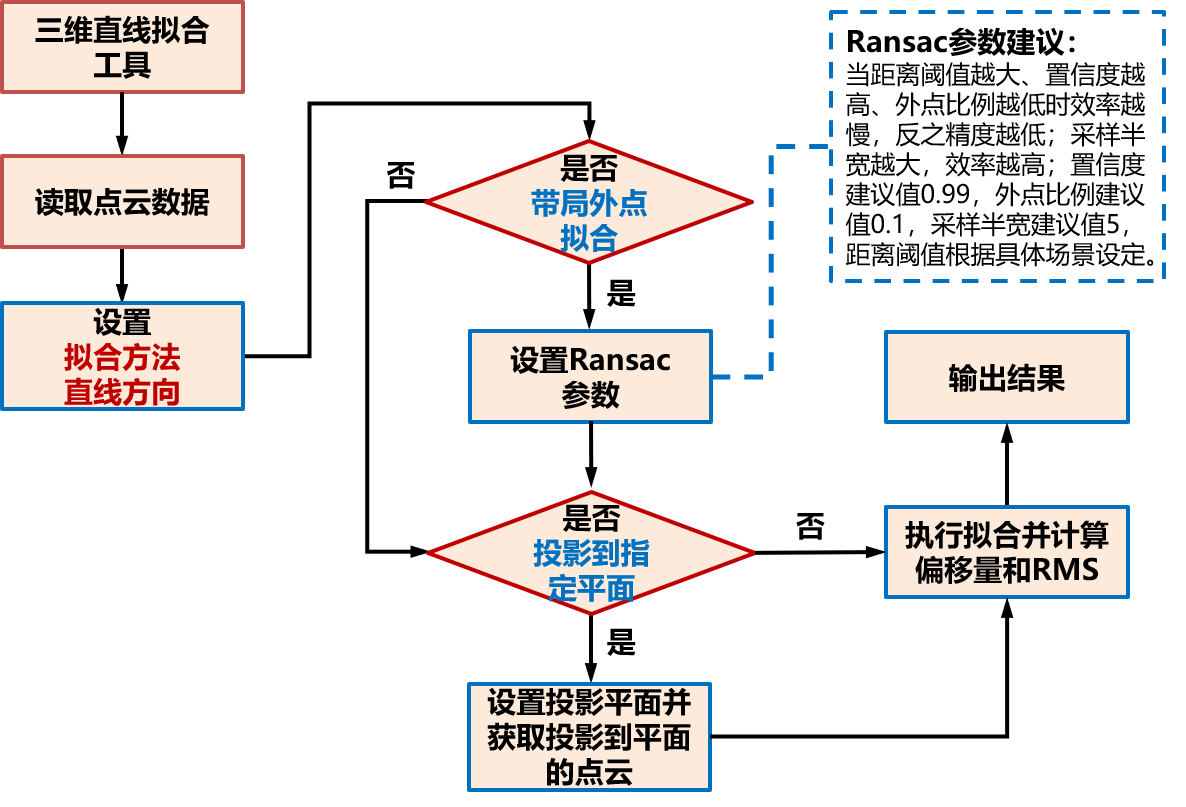 三维直线拟合
工具
读取点云数据
设置
拟合方法
直线方向
是否
带局外点
拟合
否
是
设置Ransac
参数
Ransac参数建议：
当距离阈值越大、置信度越
高、外点比例越低时效率越
慢，反之精度越低；采样半
宽越大，效率越高；置信度
建议值0.99，外点比例建议
值0.1，采样半宽建议值5，
距离阈值根据具体场景设定。
是否
投影到指
定平面
否
是
设置投影平面并
获取投影到平面
的点云
执行拟合并计算
偏移量和RMS
输出结果